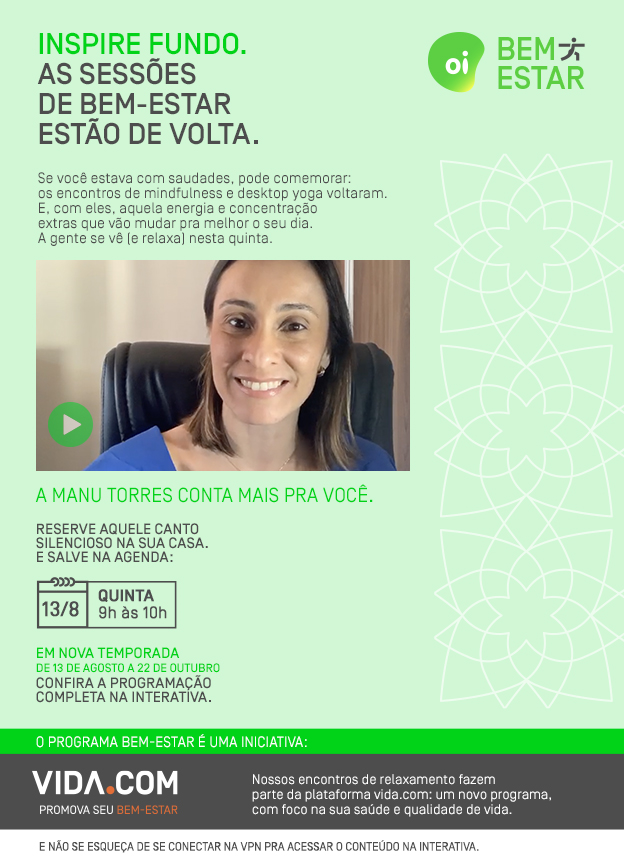 INSPIRE FUNDO.
AS SESSÕES
DE BEM-ESTAR
ESTÃO DE VOLTA.
oi
BEM
ESTAR
Se você estava com saudades, pode comemorar:
os encontros de mindfulness e desktop yoga voltaram.
E, com eles, aquela energia e concentração
extras que vão mudar pra melhor o seu dia.
A gente se vê (e relaxa) nesta quinta.
A MANU TORRES CONTA MAIS PRA VOCÊ.
RESERVE AQUELE CANTO
SILENCIOSO NA SUA CASA.
E SALVE NA AGENDA:
13/8
QUINTA
9h às 10h
EM NOVA TEMPORADA
DE 13 DE AGOSTO A 22 DE OUTUBRO
CONFIRA A PROGRAMAÇÃO
COMPLETA NA INTERATIVA.
O PROGRAMA BEM-ESTAR É UMA INICIATIVA:
VIDA.COM
PROMOVA SEU BEM-ESTAR
Nossos encontros de relaxamento fazem
parte da plataforma vida.com: um novo programa,
com foco na sua saúde e qualidade de vida.
E NÃO SE ESQUEÇA DE SE CONECTAR NA VPN PRA ACESSAR O CONTEÚDO NA INTERATIVA.